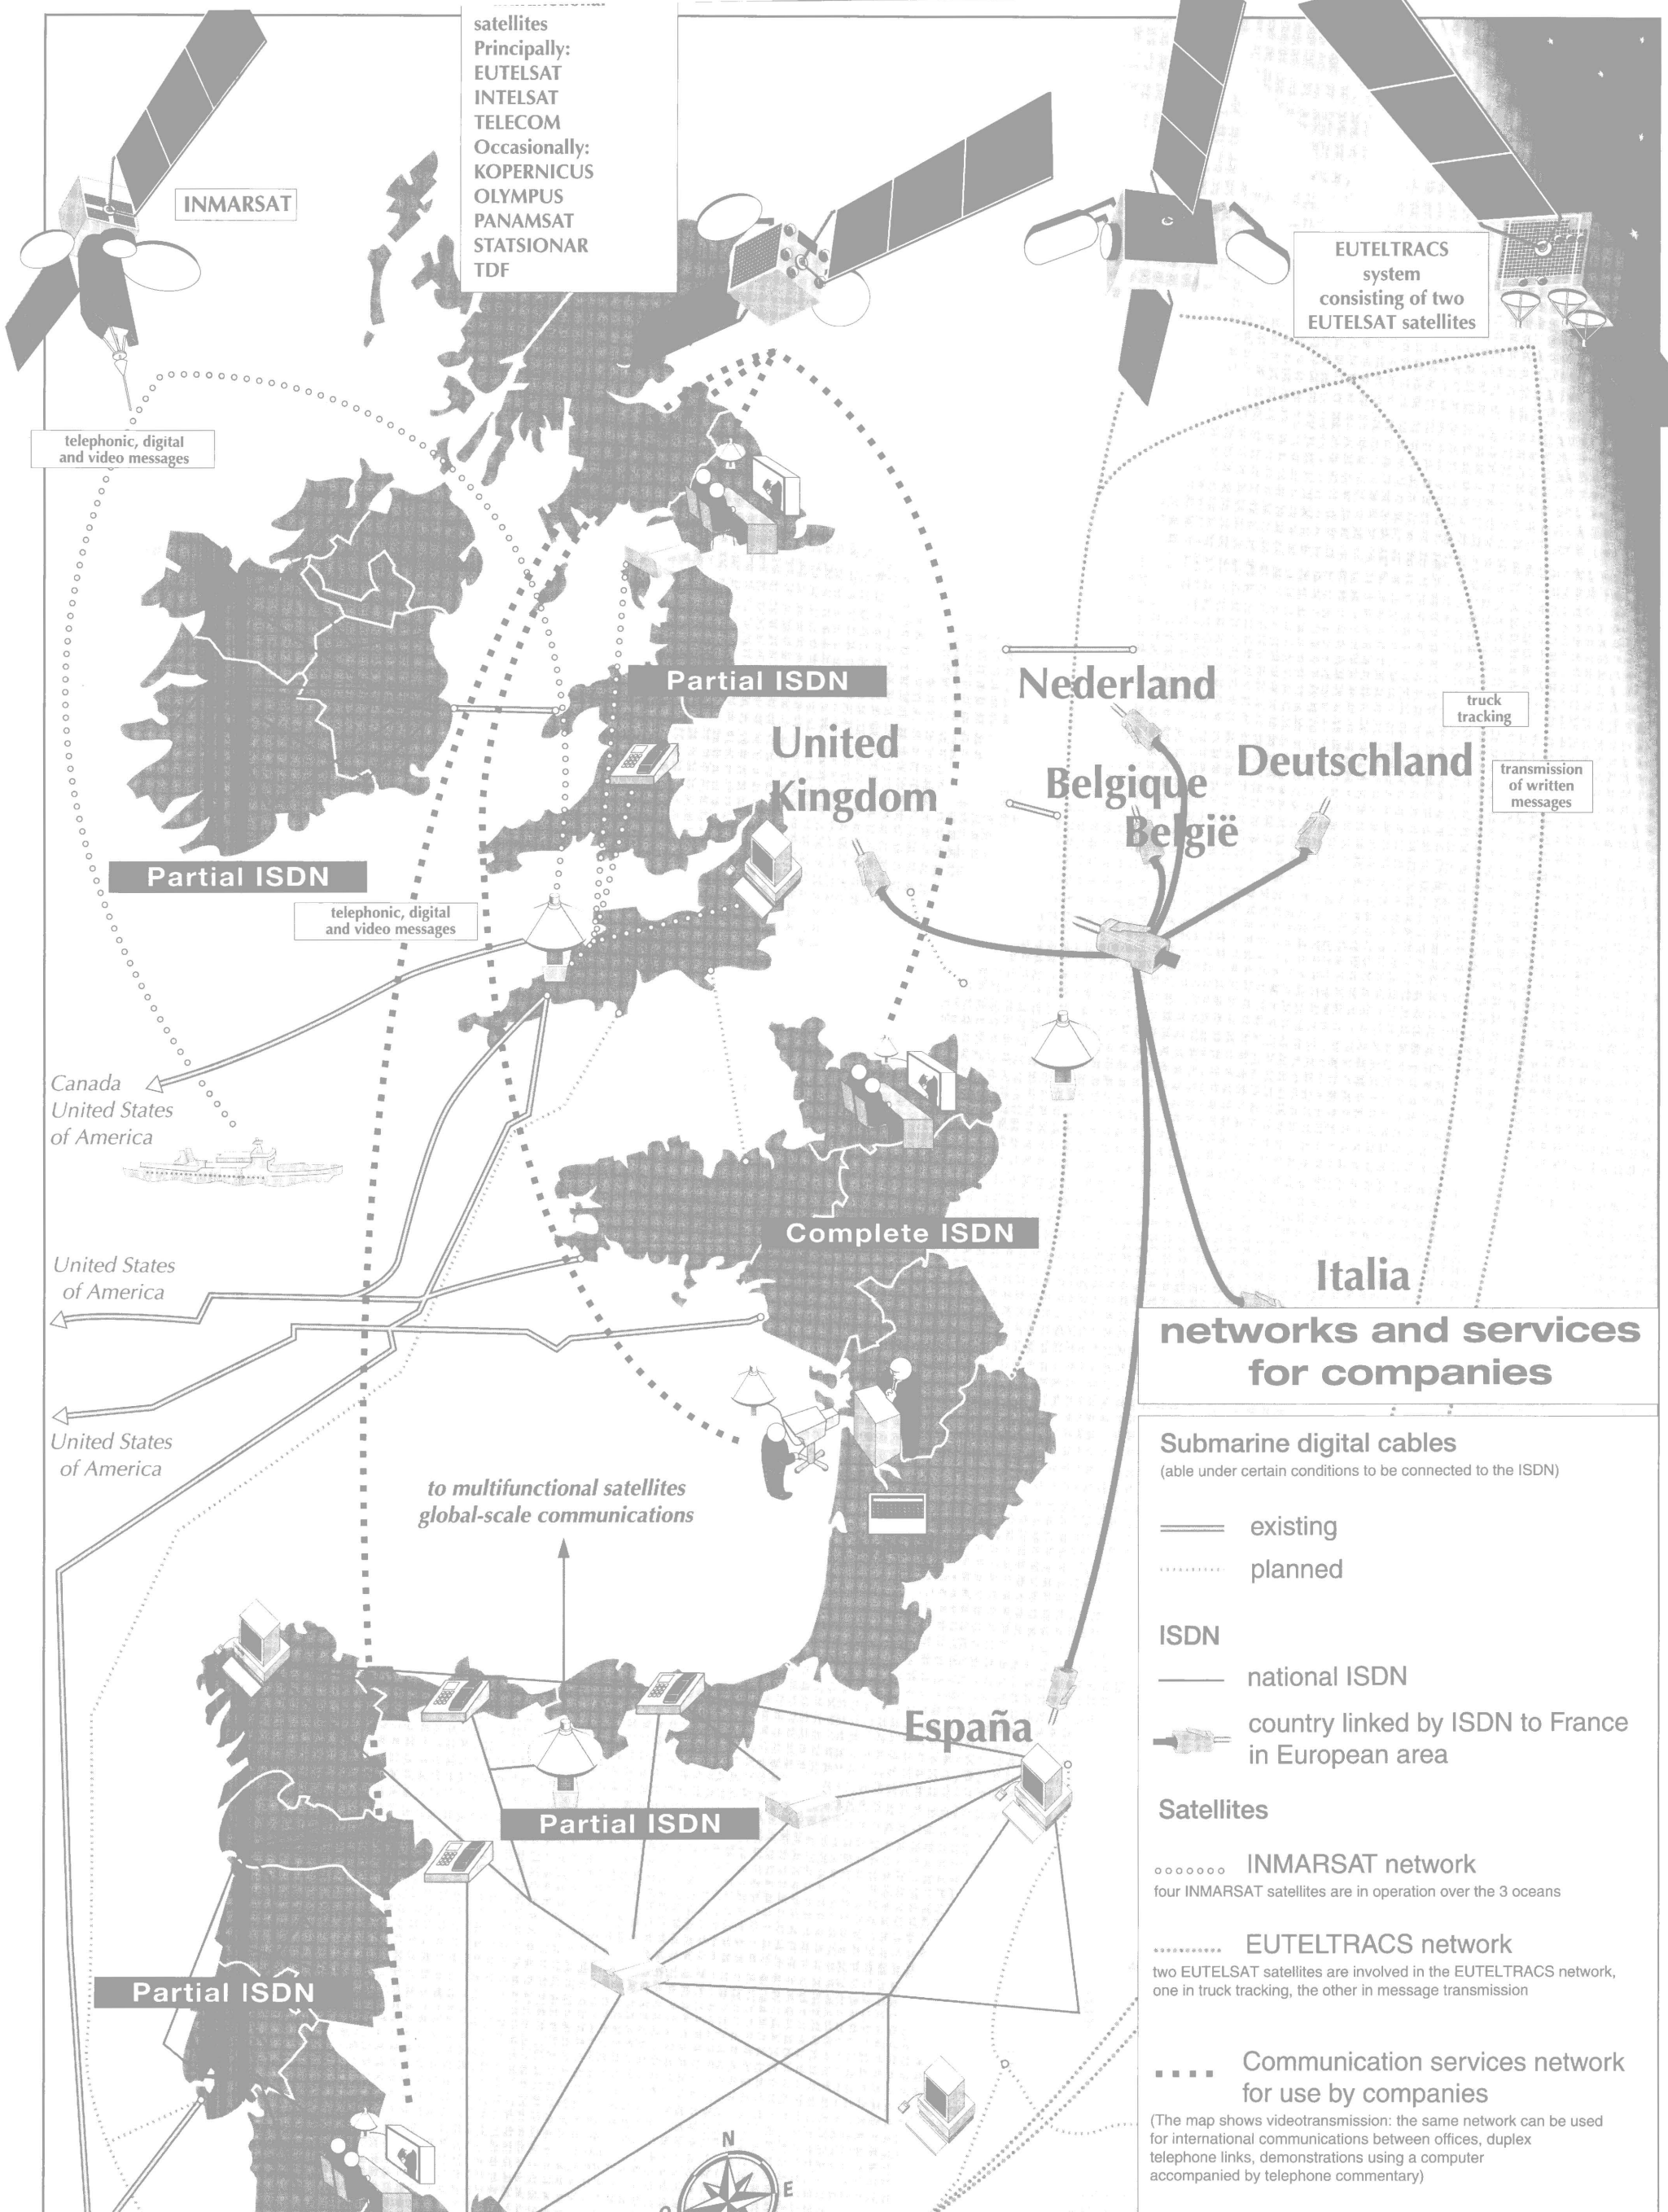 satellites
Principally:
EUTELSAT
INTELSAT
TELECOM
Occasionally:
KOPERNICUS
OLYMPUS
PANAMSAT
STATSIONAR
TDF
INMARSAT
EUTELTRACS
system
consisting of two
EUTELSAT satellites
telephonic, digital
and video messages
Partial ISDN
Nederland
truck
tracking
United
Kingdom
Belgique
België
Deutschland
transmission
of written
messages
Partial ISDN
telephonic, digital
and video messages
Canada
United States
of America
Complete ISDN
United States
of America
Italia
networks and services
for companies
United States
of America
to multifunctional satellites
global-scale communications
Submarine digital cables
(able under certain conditions to be connected to the ISDN)
existing
planned
ISDN
national ISDN
country linked by ISDN to France
in European area
España
Partial ISDN
Satellites
INMARSAT network
four INMARSAT satellites are in operation over the 3 oceans
EUTELTRACS network
two EUTELSAT satellites are involved in the EUTELTRACS network,
one in truck tracking, the other in message transmission
Partial ISDN
Communication services network
for use by companies
(The map shows videotransmission: the same network can be used
for international communications between offices, duplex
telephone links, demonstrations using a computer
accompanied by telephone commentary)
N
E